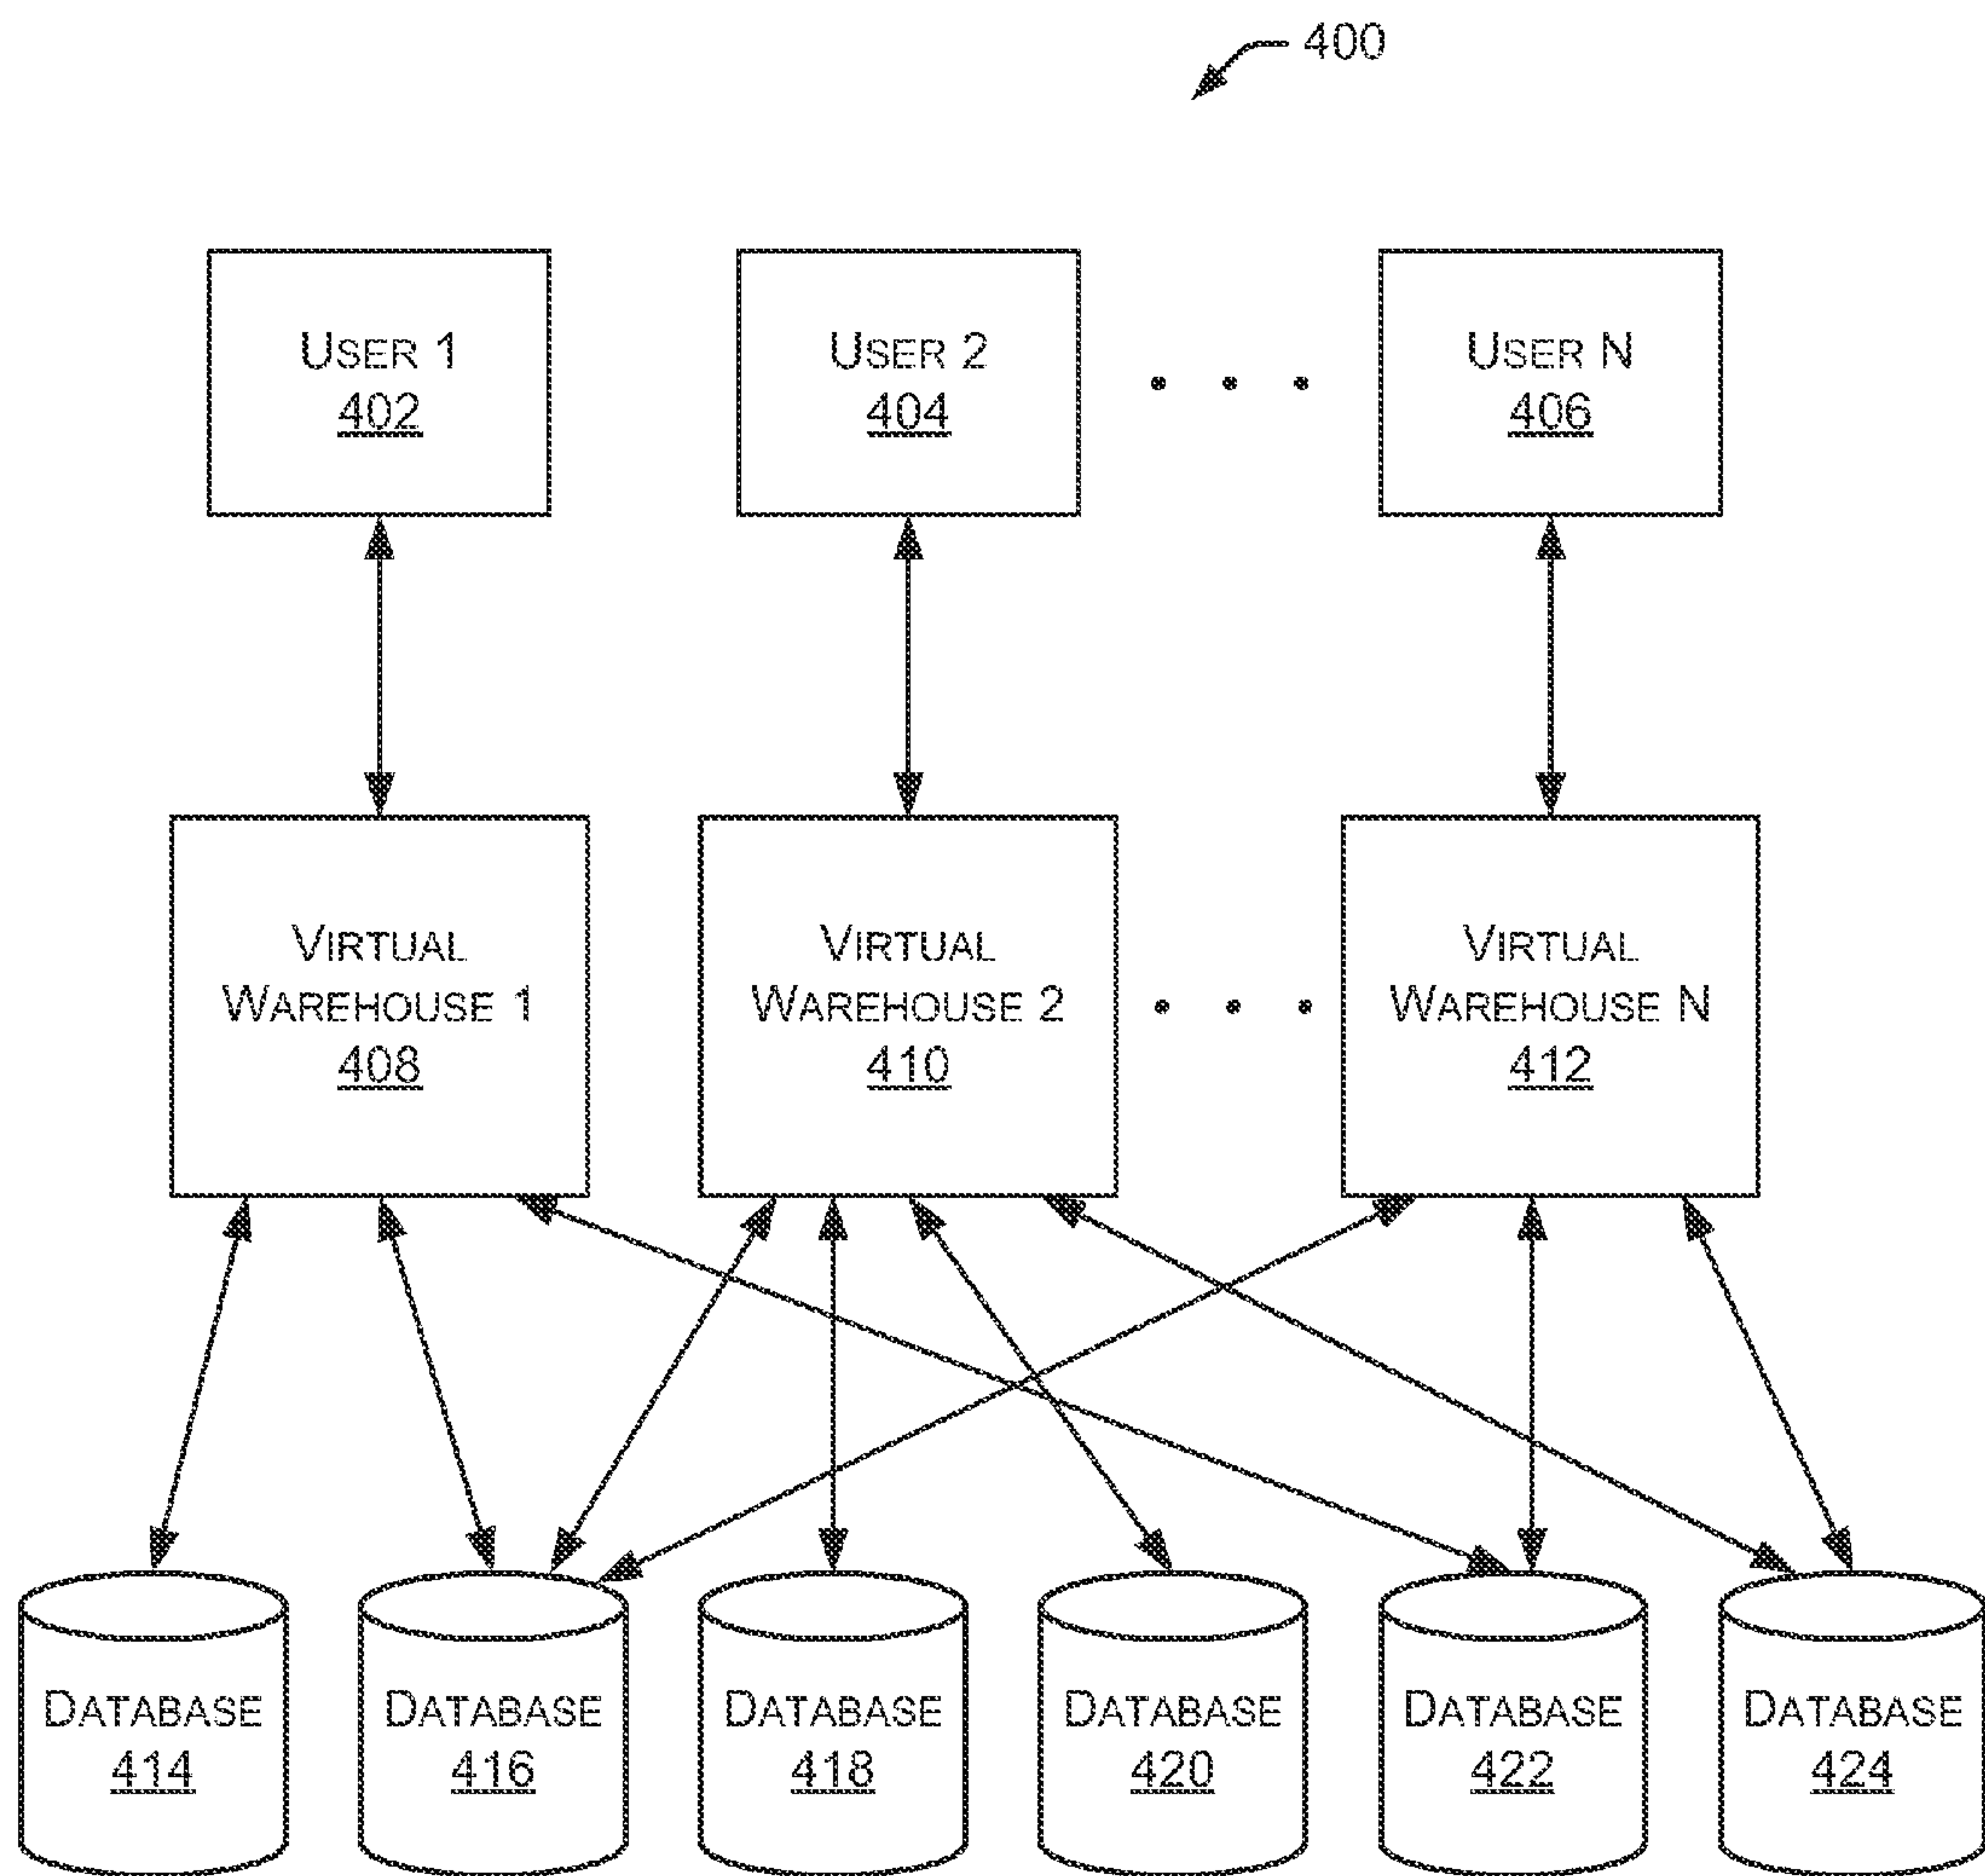 400
USER 1
402
USER 2
404
USER N
406
VIRTUAL
WAREHOUSE 1
408
VIRTUAL
WAREHOUSE 2
410
VIRTUAL
WAREHOUSE N
412
DATABASE
414
DATABASE
416
DATABASE
418
DATABASE
420
DATABASE
422
DATABASE
424